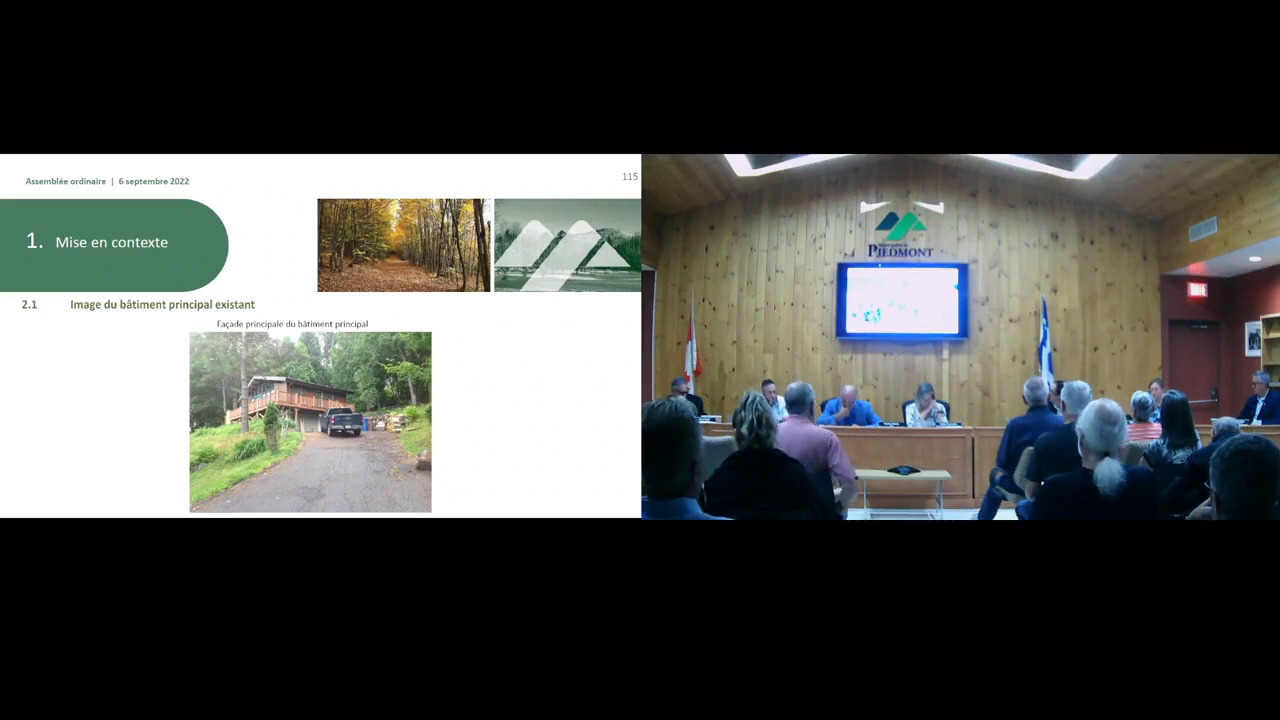 Assemblée ordinaire | 6 septembre 2022
115
1. Mise en contexte
2.1 Image du bâtiment principal existant
Façade principale du bâtiment principal
PIEDMONT